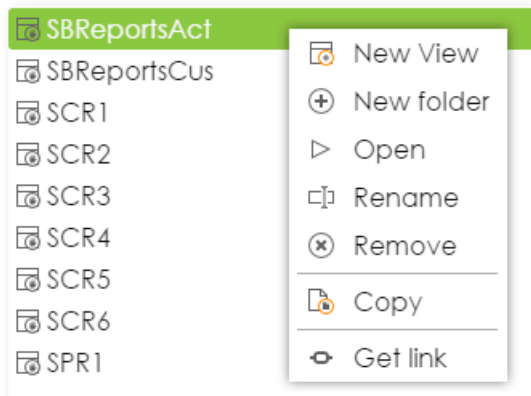 SBReportsAct
SBReportsCus
SCR1
SCR2
SCR3
SCR4
SCR5
SCR6
SPR1
New View
New folder
Open
Rename
Remove
Copy
Get link